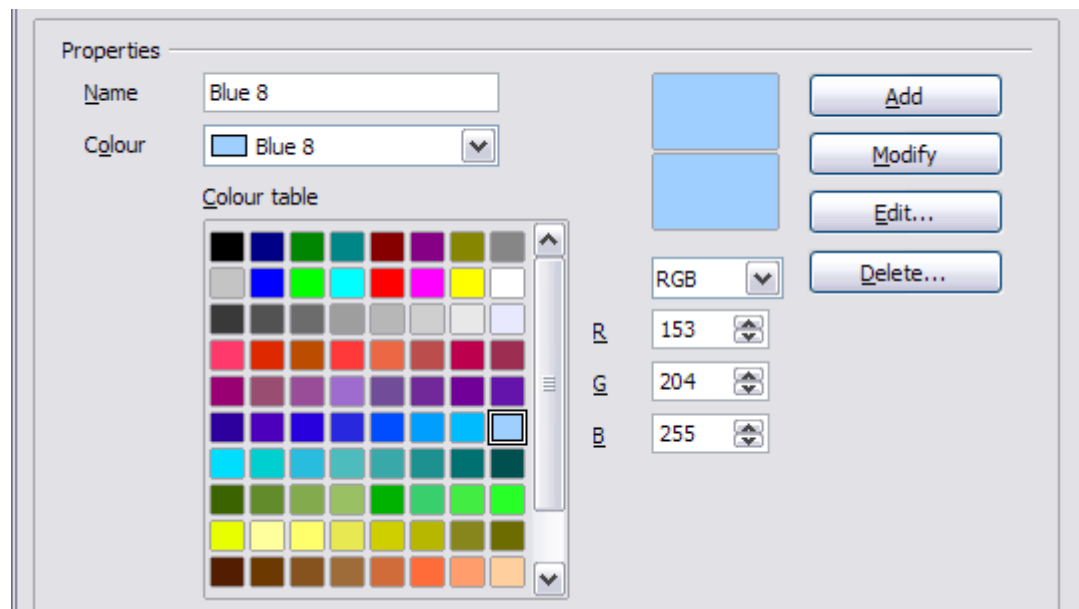 Properties
Name Blue 8 Add
Colour Blue 8 Modify
Colour table Edit...
RGB Delete...
R 153
G 204
B 255